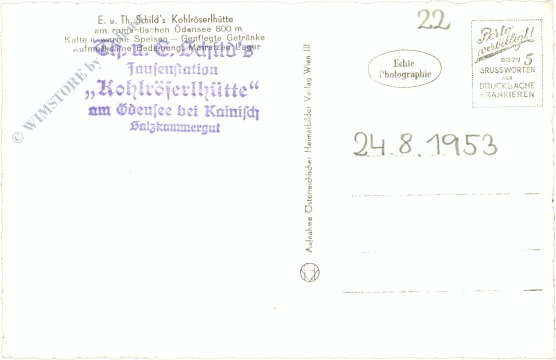 E. u. Th. Schild's Kohlröserlhütte
am romantischen Ödensee 800 m
Kalte u. warme Speisen — Gepflegte Getränke
Aufmerksame Bedienung, Matratzen Lager
Th. u. E. Schild's
Jausenstation
„Kohlröserlhütte“
am Ödensee bei Kainisch
Salzkammergut
© WIMSTORE by
22
Echte
Photographie
Porto
verbilligt!
BIS ZU 5
GRUSSWORTEN
ALS
DRUCKSACHE
FRANKIEREN
24.8.1953
Aufnahme Österreichischer Heimatbilder Verlag Wien III